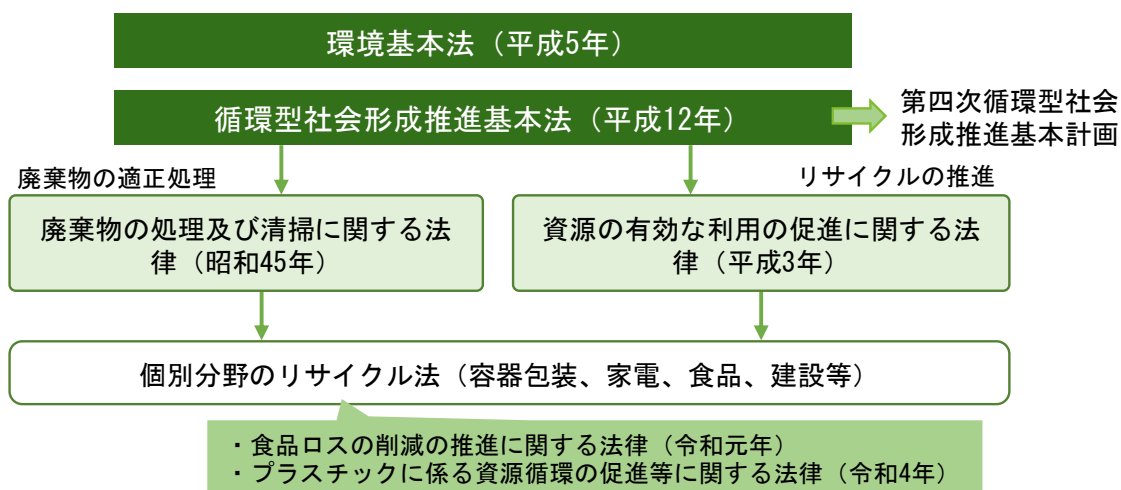 環境基本法（平成5年）
循環型社会形成推進基本法（平成12年）
第四次循環型社会
形成推進基本計画
廃棄物の適正処理
リサイクルの推進
廃棄物の処理及び清掃に関する法
律（昭和45年）
資源の有効な利用の促進に関する法
律（平成3年）
個別分野のリサイクル法（容器包装、家電、食品、建設等）
・食品ロスの削減の推進に関する法律（令和元年）
・プラスチックに係る資源循環の促進等に関する法律（令和4年）